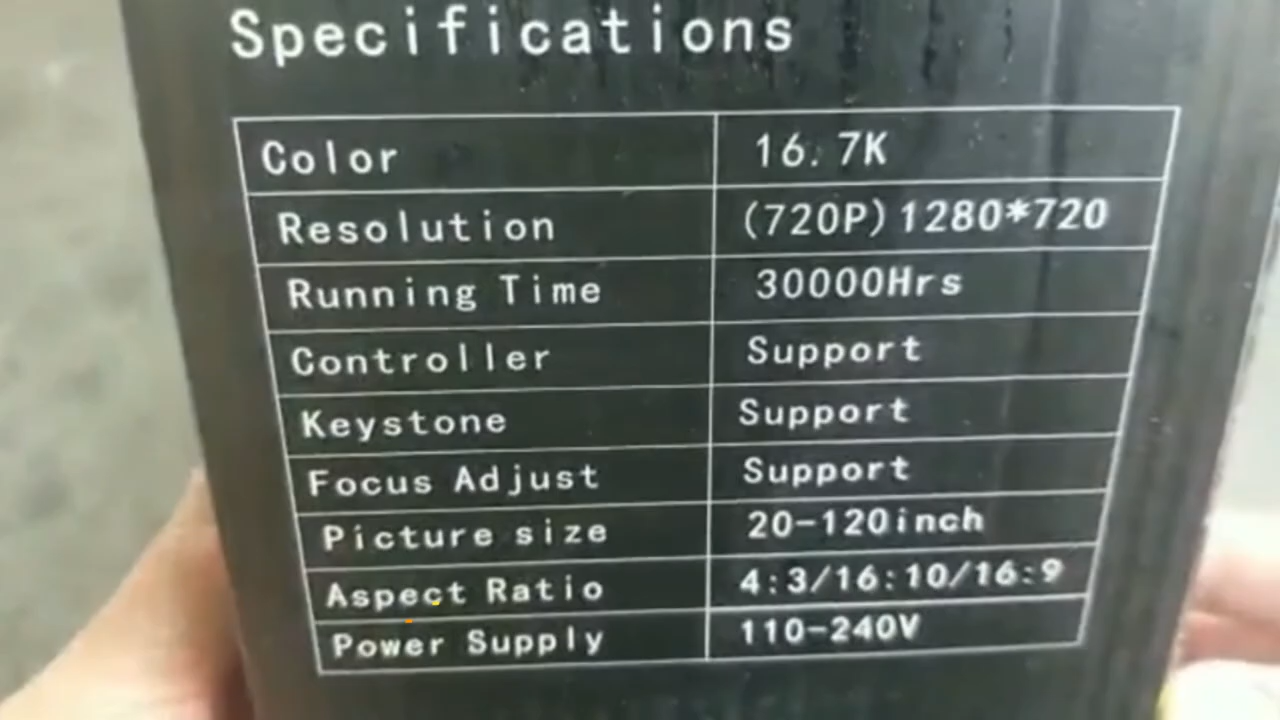 Specifications
Color 16.7K
Resolution (720P)1280*720
Running Time 30000Hrs
Controller Support
Keystone Support
Focus Adjust Support
Picture size 20-120inch
Aspect Ratio 4:3/16:10/16:9
Power Supply 110-240V